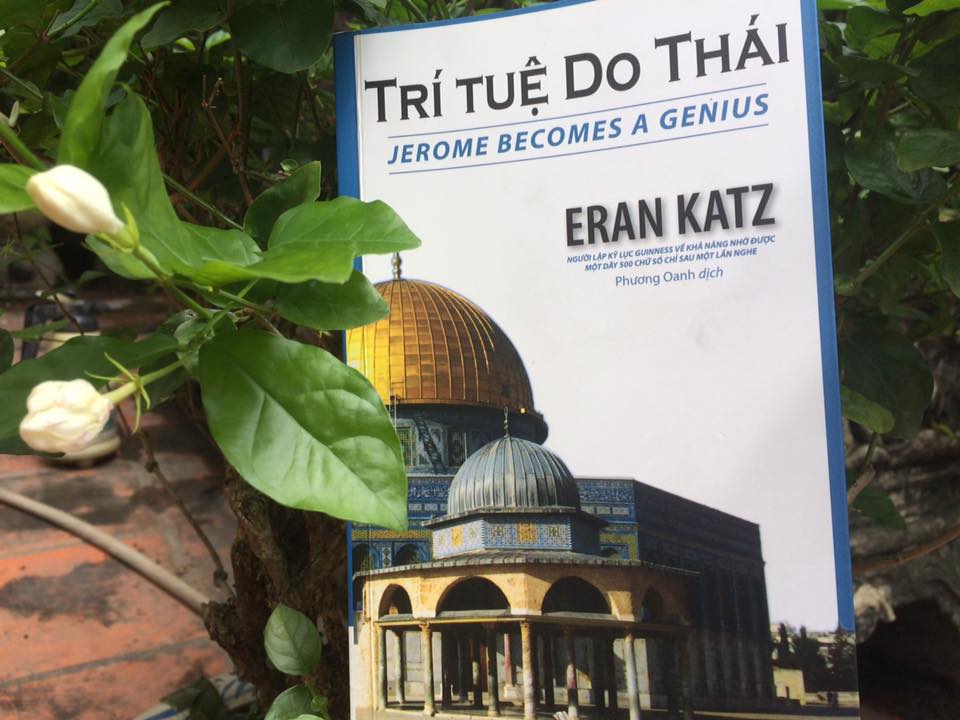 TRÍ TUỆ DO THÁI
JEROME BECOMES A GENIUS
ERAN KATZ
NGƯỜI LẬP KỶ LỤC GUINNESS VỀ KHẢ NĂNG NHỚ ĐƯỢC
MỘT DÃY 500 CHỮ SỐ CHỈ SAU MỘT LẦN NGHE
Phương Oanh dịch